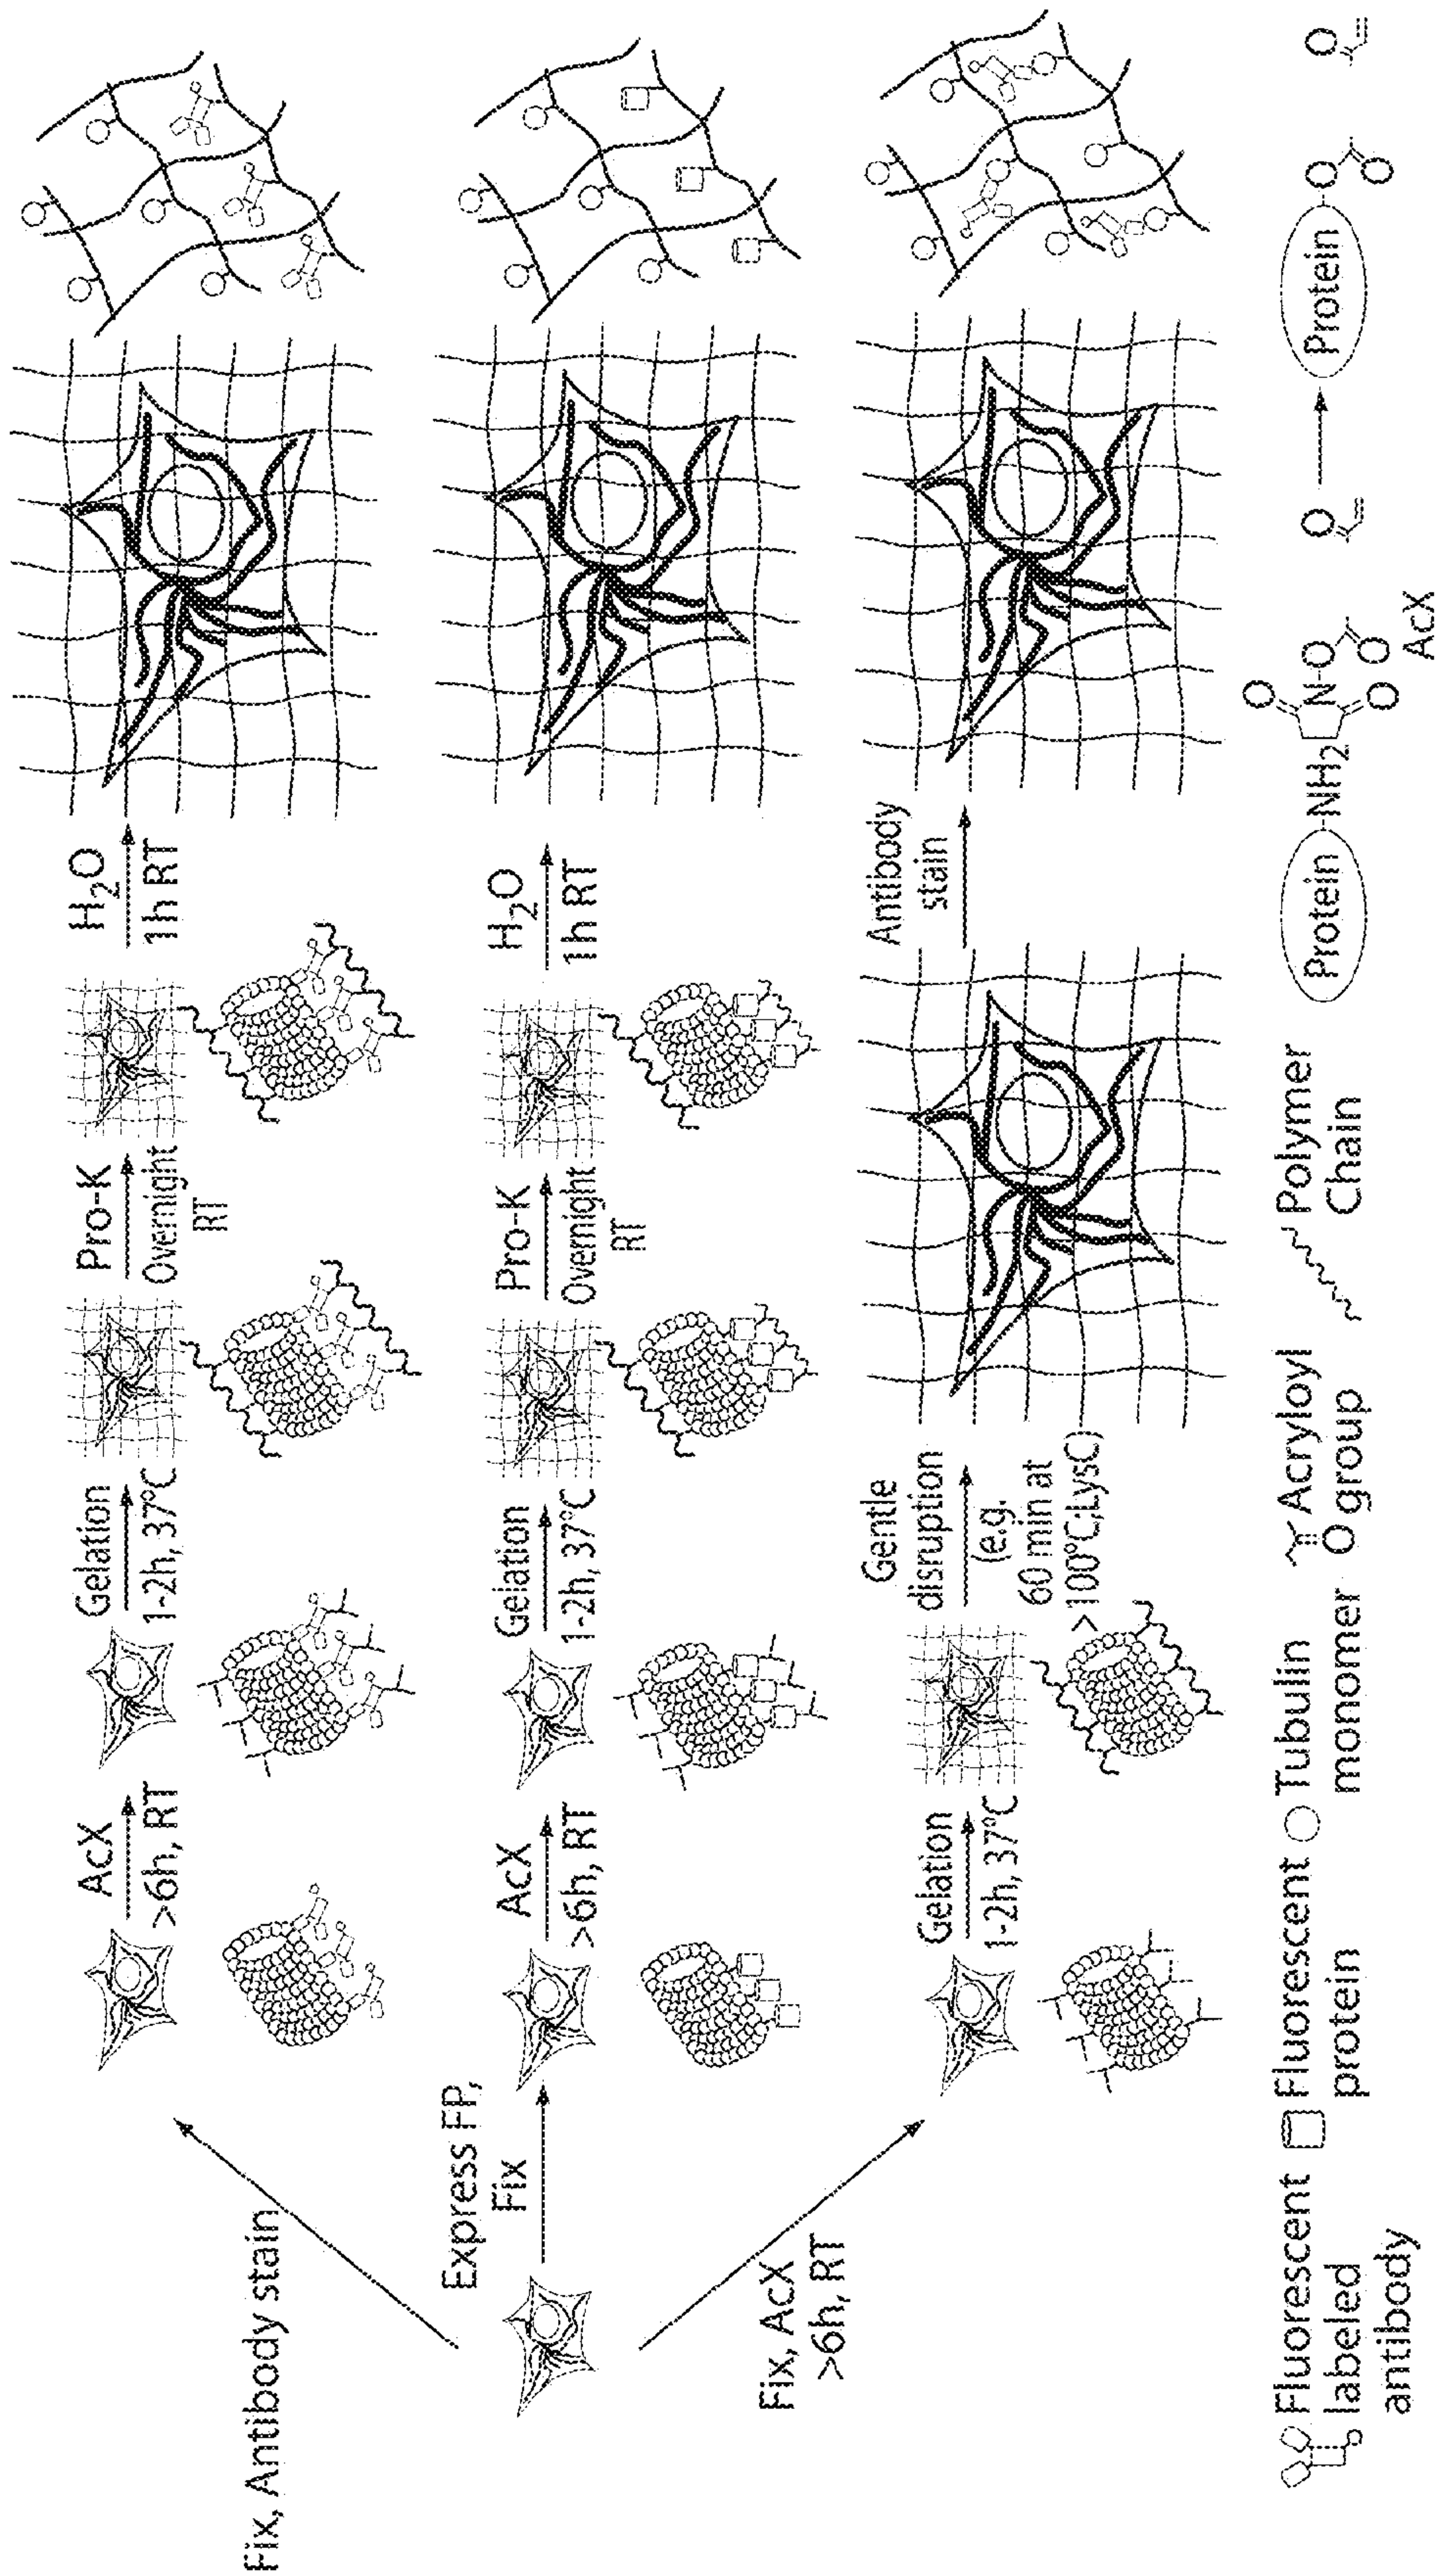 Fix, Antibody stain
AcX
>6h, RT
Gelation
1-2h, 37°C
Pro-K
Overnight
RT
H2O
1h RT
Express FP,
Fix
AcX
>6h, RT
Gelation
1-2h, 37°C
Pro-K
Overnight
RT
H2O
1h RT
Fix, AcX
>6h, RT
Gelation
1-2h, 37°C
Gentle
disruption
(e.g.
60 min at
>100°C;LysC)
Antibody
stain
Fluorescent
labeled
antibody
Fluorescent
protein
Tubulin
monomer
Acryloyl
group
Polymer
Chain
Protein
NH2
O
N-O
O
O
O
AcX
Protein
O
O
O